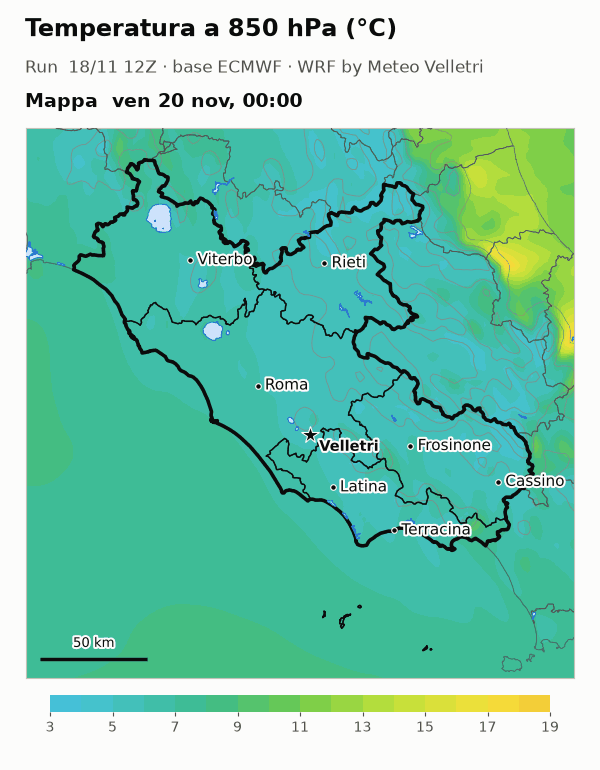 Temperatura a 850 hPa (°C)
Run  18/11 12Z · base ECMWF · WRF by Meteo Velletri
Mappa  ven 20 nov, 00:00
Viterbo
Rieti
Roma
Velletri
Frosinone
Cassino
Latina
Terracina
50 km
3 5 7 9 11 13 15 17 19